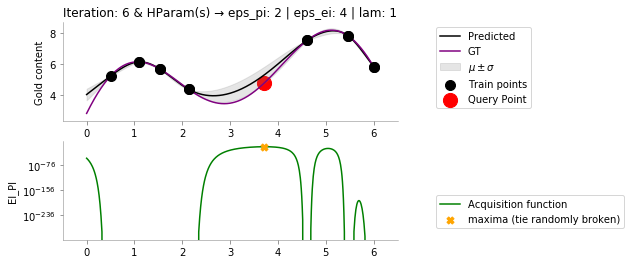 Iteration: 6 & HParam(s) → eps_pi: 2 | eps_ei: 4 | lam: 1
Gold content
8
6
4
0 1 2 3 4 5 6
Predicted
GT
μ ± σ
Train points
Query Point
EI_PI
10^-76
10^-156
10^-236
0 1 2 3 4 5 6
Acquisition function
maxima (tie randomly broken)